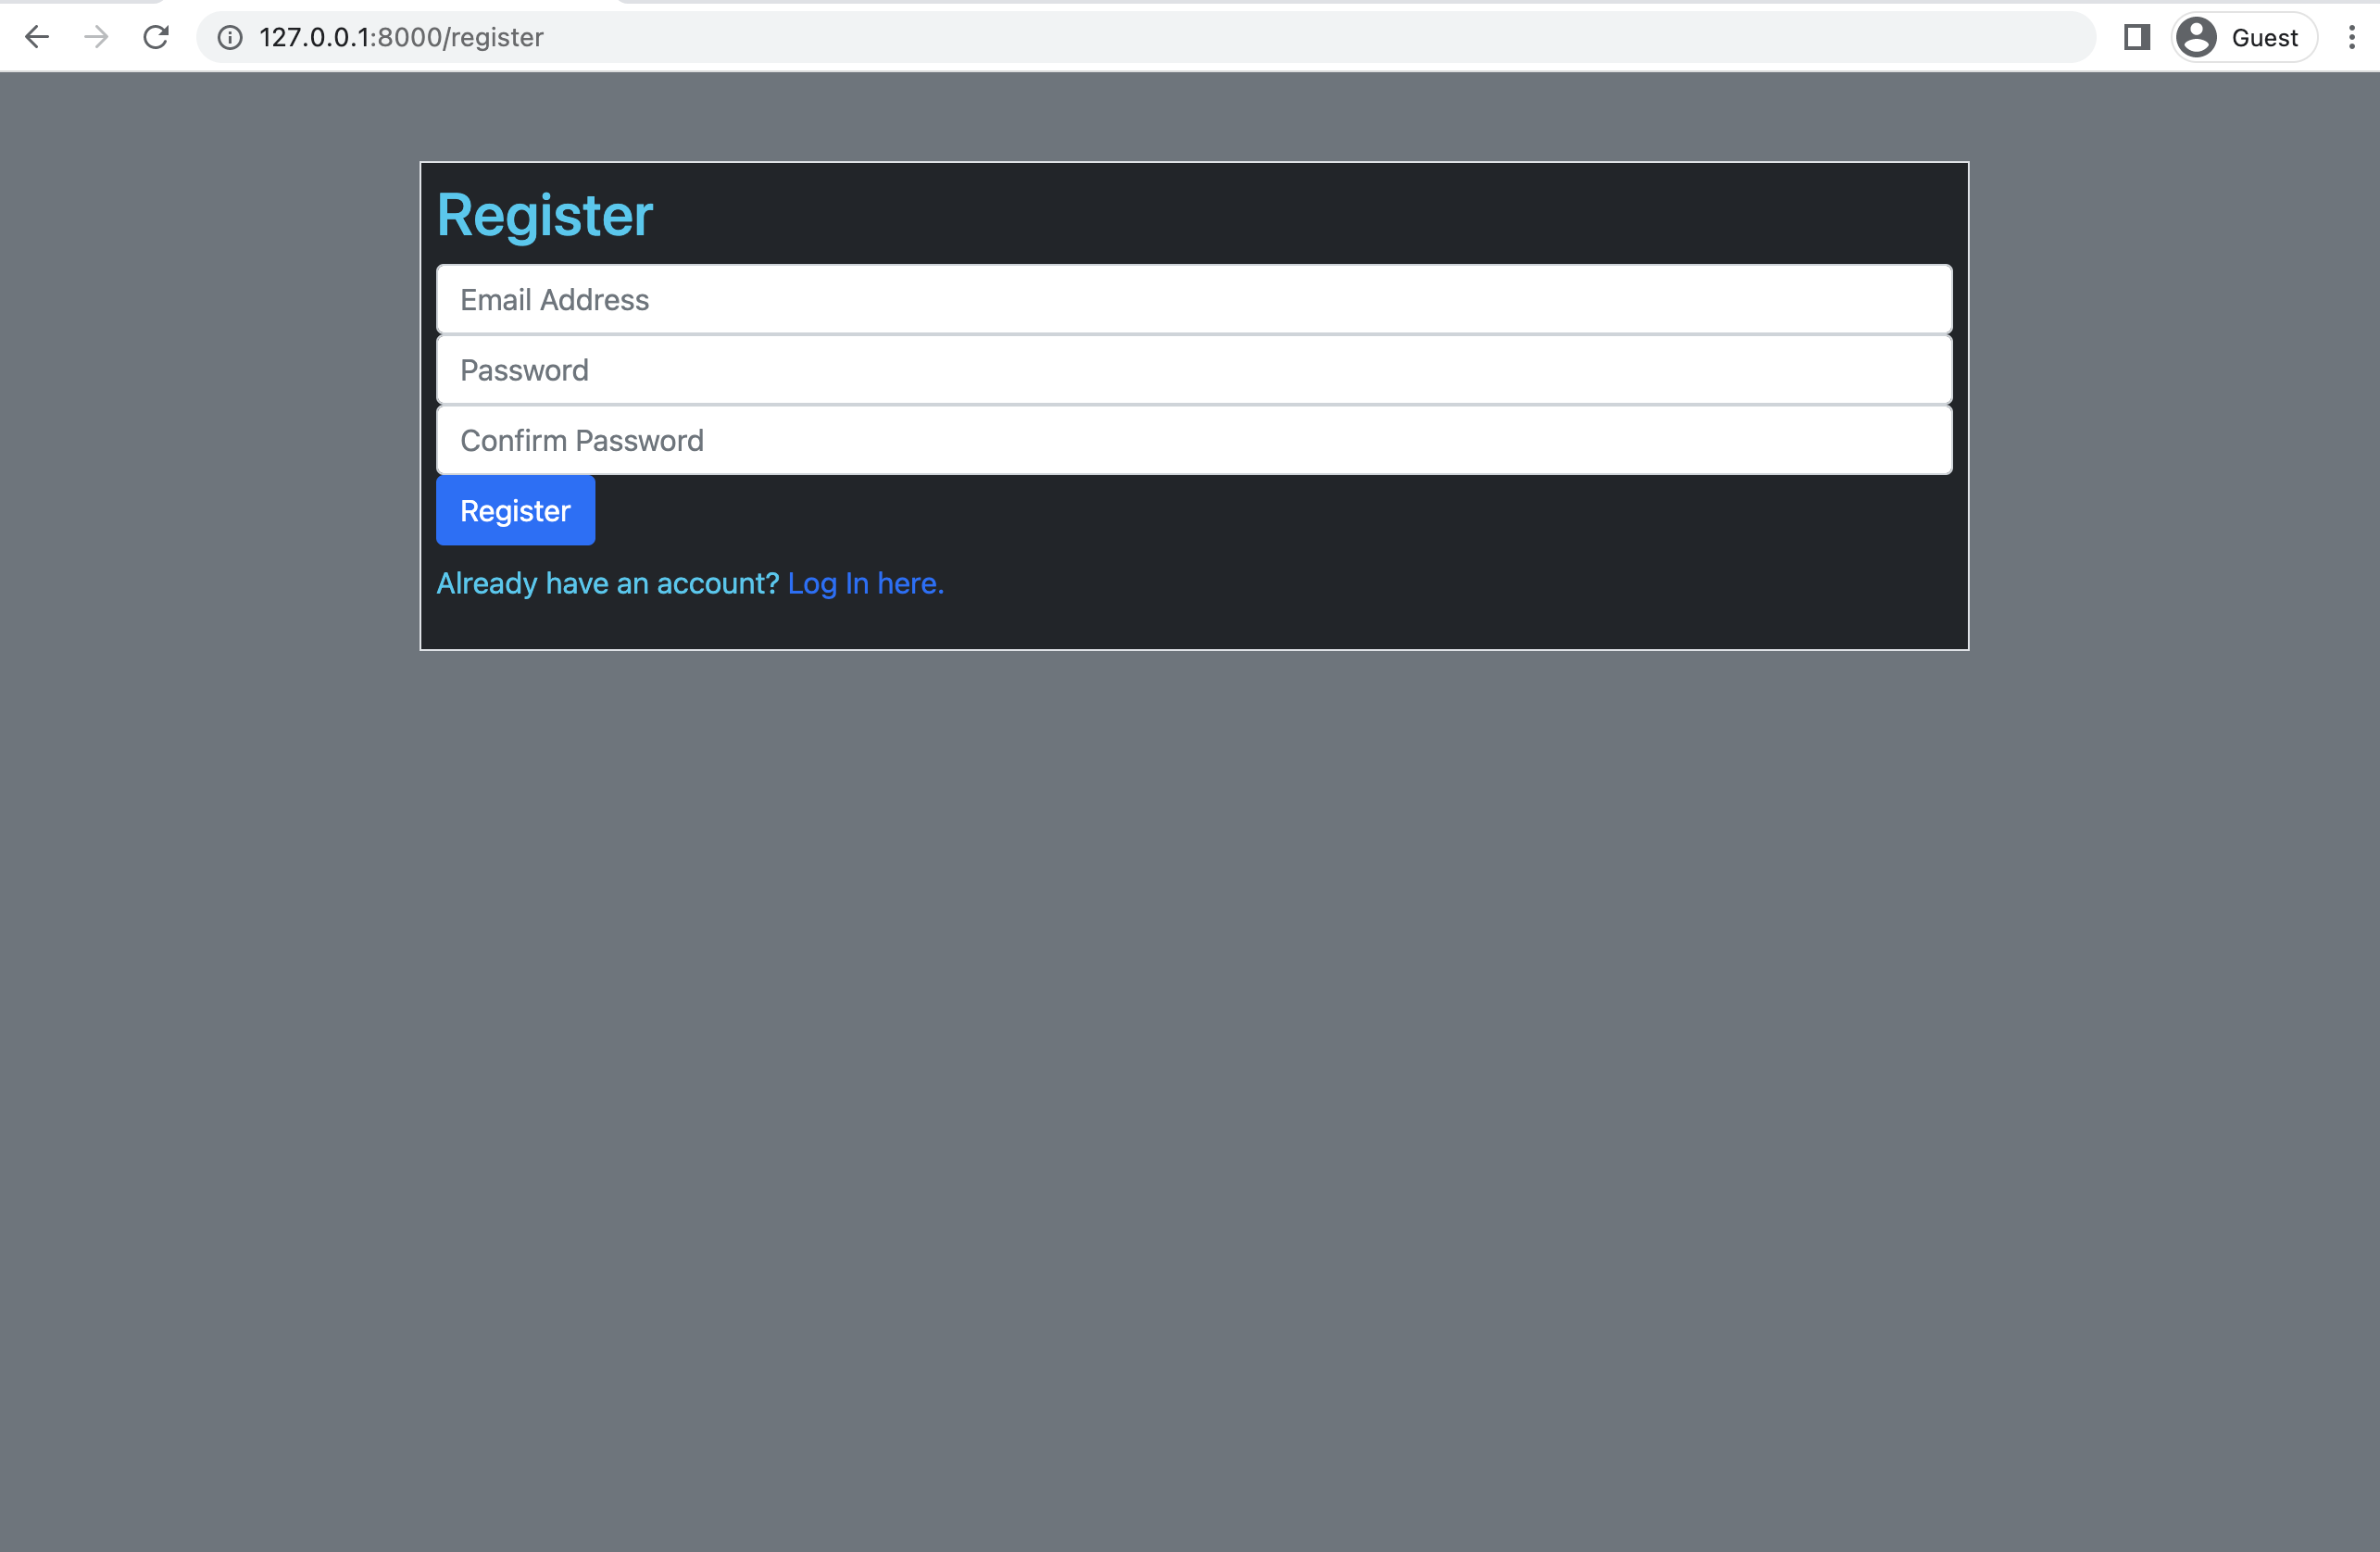 127.0.0.1:8000/register
Guest
Register
Email Address
Password
Confirm Password
Register
Already have an account? Log In here.